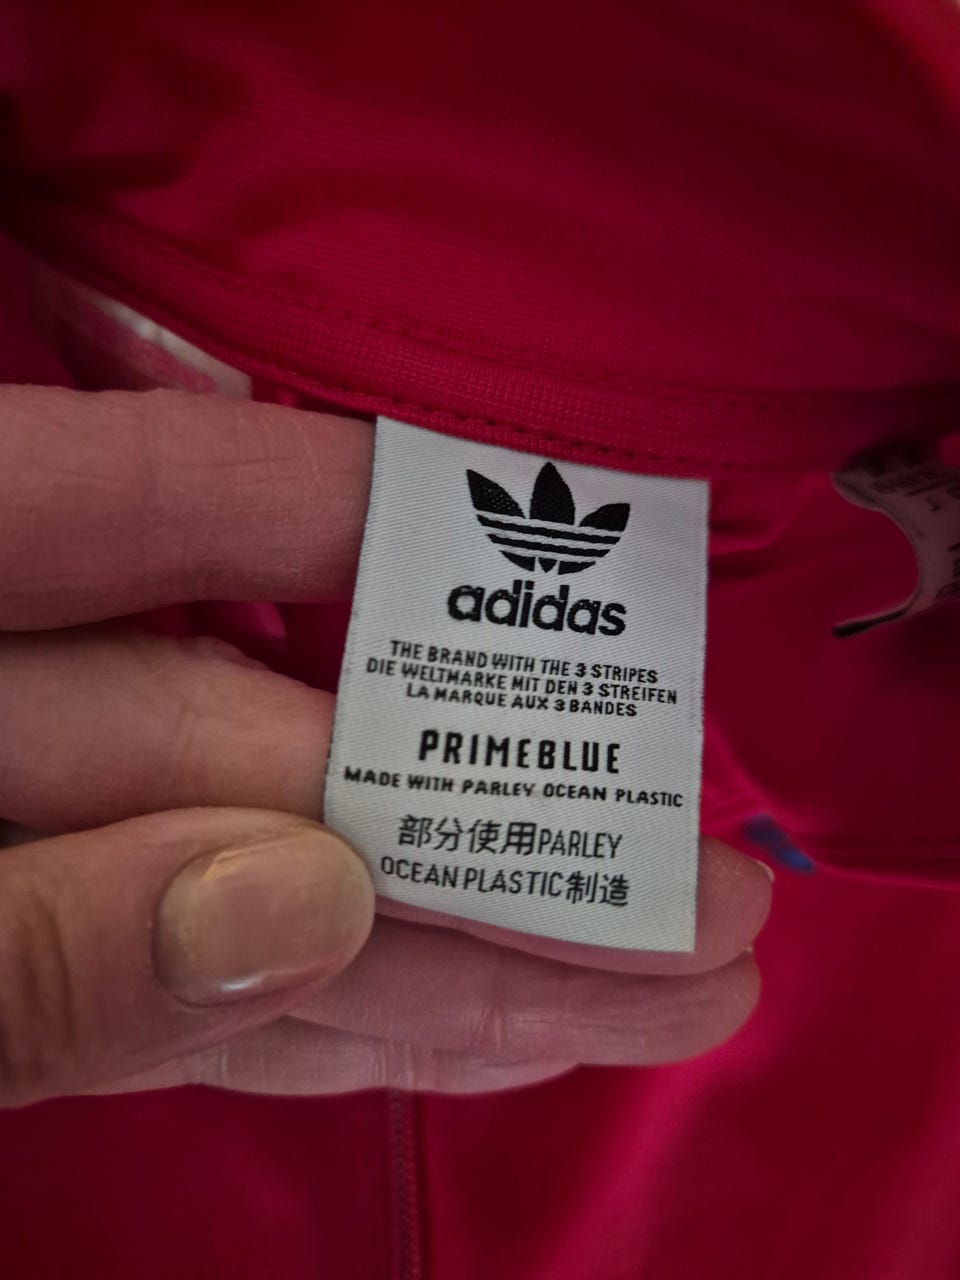 adidas
THE BRAND WITH THE 3 STRIPES
DIE WELTMARKE MIT DEN 3 STREIFEN
LA MARQUE AUX 3 BANDES
PRIMEBLUE
MADE WITH PARLEY OCEAN PLASTIC
部分使用PARLEY
OCEAN PLASTIC制造